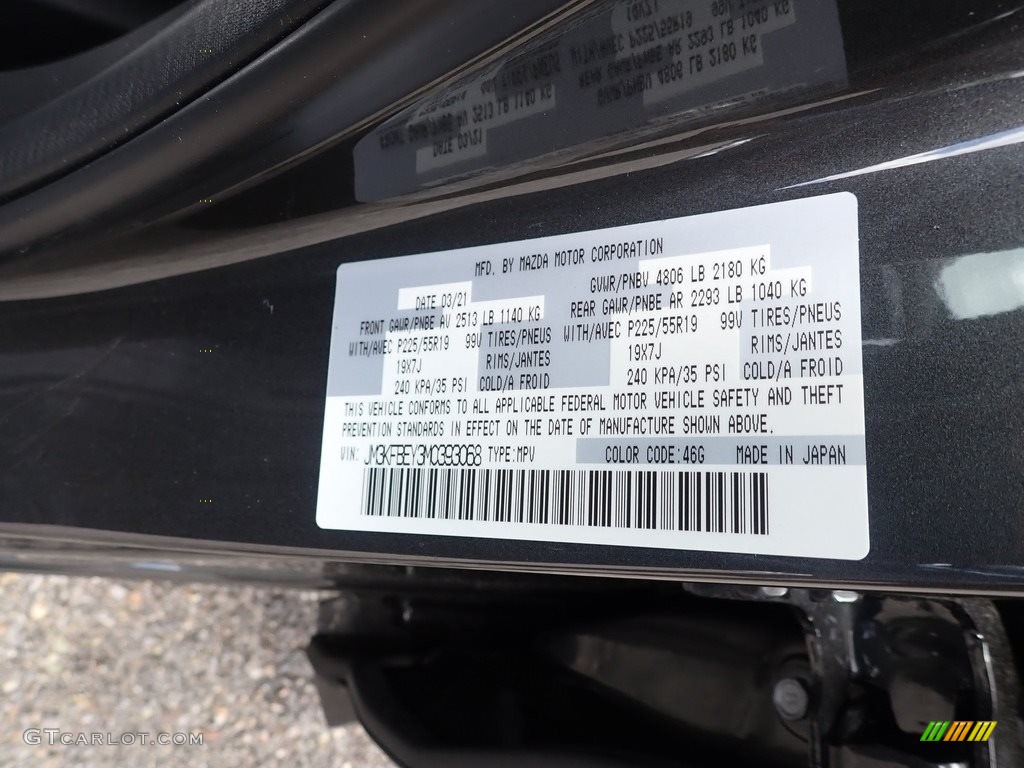 MFD. BY MAZDA MOTOR CORPORATION
DATE 03/21 GVWR/PNBV 4806 LB 2180 KG
FRONT GAWR/PNBE AV 2513 LB 1140 KG REAR GAWR/PNBE AR 2293 LB 1040 KG
WITH/AVEC P225/55R19 99V TIRES/PNEUS WITH/AVEC P225/55R19 99V TIRES/PNEUS
19X7J RIMS/JANTES 19X7J RIMS/JANTES
240 KPA/35 PSI COLD/A FROID 240 KPA/35 PSI COLD/A FROID
THIS VEHICLE CONFORMS TO ALL APPLICABLE FEDERAL MOTOR VEHICLE SAFETY AND THEFT
PREVENTION STANDARDS IN EFFECT ON THE DATE OF MANUFACTURE SHOWN ABOVE.
VIN: JM3KFBEY3M0393068 TYPE:MPV COLOR CODE:46G MADE IN JAPAN
GTCARLOT.COM